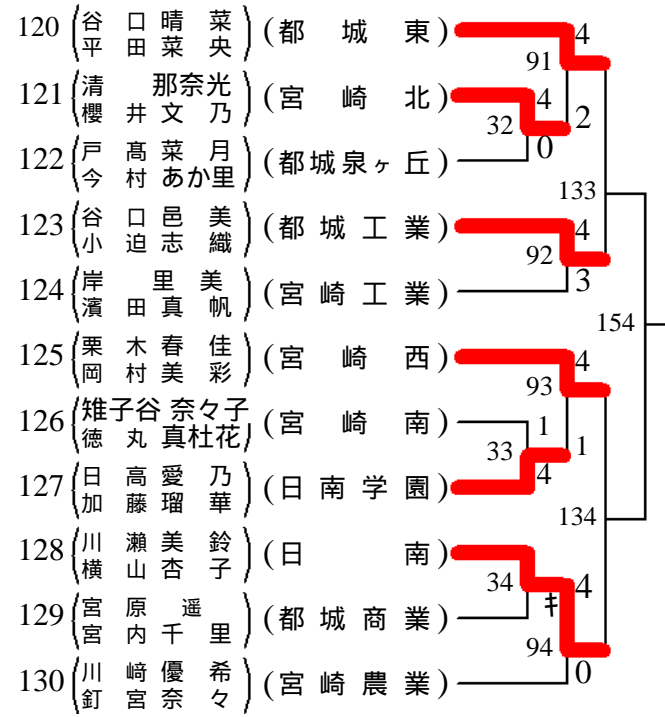 120 谷口晴菜 (都城東) 4
平田菜央
91
121 清 那奈光 (宮崎北) 4
櫻井文乃
32 2
0
122 戸髙菜月 (都城泉ヶ丘)
今村あか里
133
123 谷口邑美 (都城工業) 4
小迫志織
92
3
124 岸里美 (宮崎工業)
濱田真帆
154
125 栗木春佳 (宮崎西) 4
岡村美彩
93
126 雉子谷 奈々子 (宮崎南) 1
徳丸真杜花
33 1
4
127 日高愛乃 (日南学園)
加藤瑠華
134
128 川瀬美鈴 (日南)
横山杏子
34 4
キ
129 宮原遥 (都城商業)
宮内千里
94
0
130 川﨑優希 (宮崎農業)
釘宮奈々